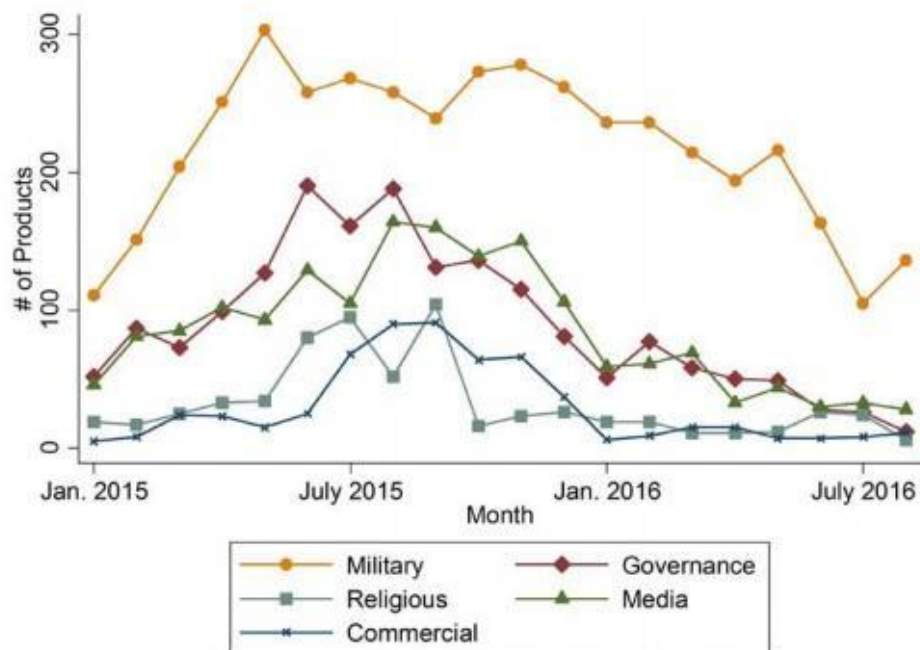 300
200
100
0
# of Products
Jan. 2015 July 2015 Jan. 2016 July 2016
Month
Military Governance
Religious Media
Commercial